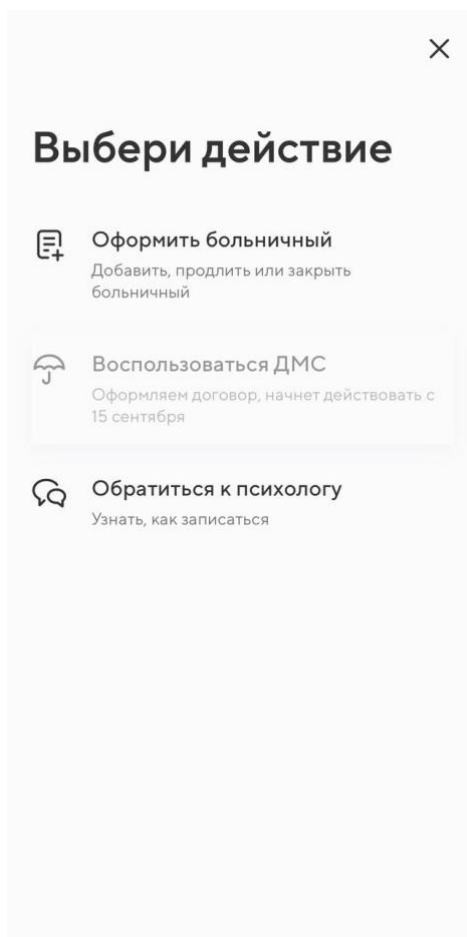 Выбери действие
Оформить больничный
Добавить, продлить или закрыть
больничный
Воспользоваться ДМС
Оформляем договор, начнет действовать с
15 сентября
Обратиться к психологу
Узнать, как записаться